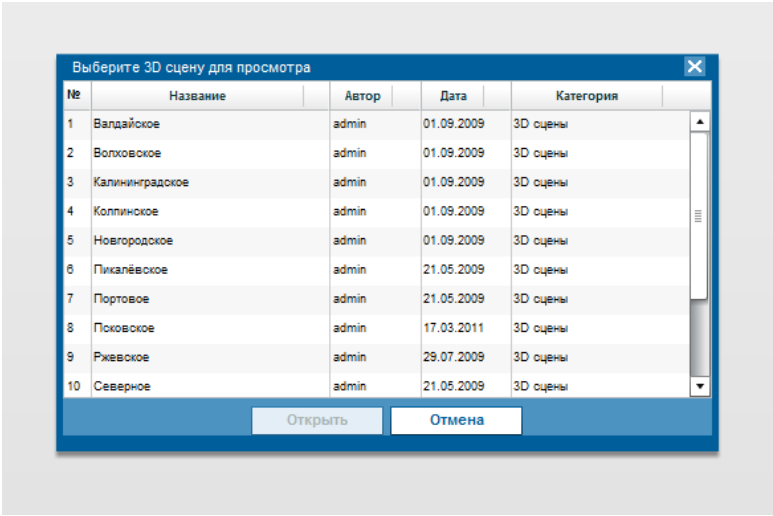 Выберите 3D сцену для просмотра
№ Название Автор Дата Категория
1 Валдайское admin 01.09.2009 3D сцены
2 Волховское admin 01.09.2009 3D сцены
3 Калининградское admin 01.09.2009 3D сцены
4 Колпинское admin 01.09.2009 3D сцены
5 Новгородское admin 01.09.2009 3D сцены
6 Пикалёвское admin 21.05.2009 3D сцены
7 Портовое admin 21.05.2009 3D сцены
8 Псковское admin 17.03.2011 3D сцены
9 Ржевское admin 29.07.2009 3D сцены
10 Северное admin 21.05.2009 3D сцены
Открыть Отмена